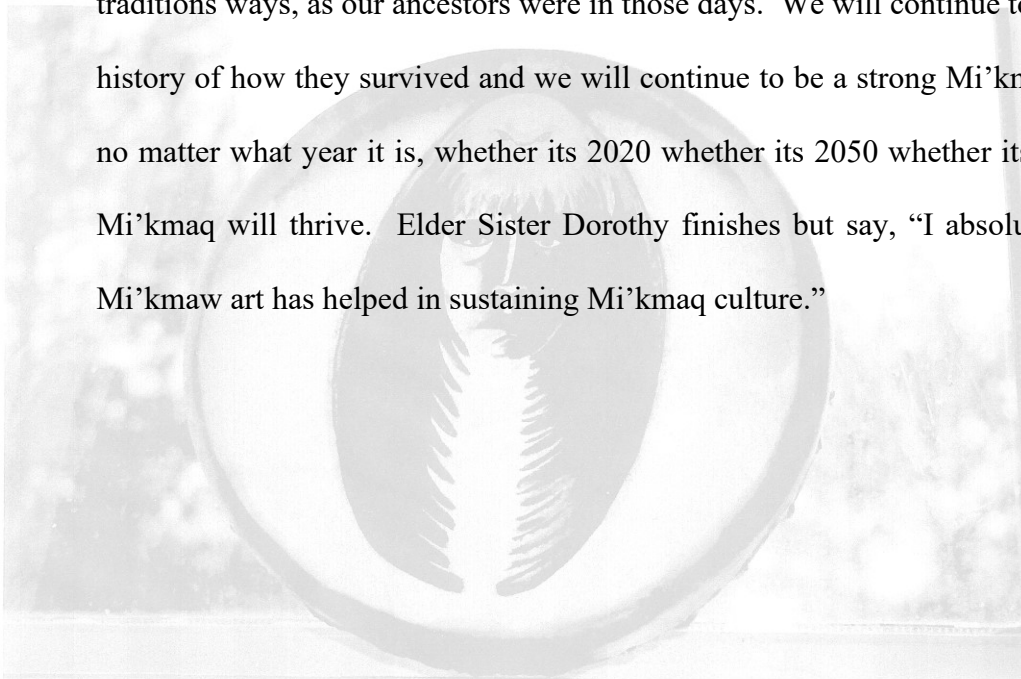 traditions ways, as our ancestors were in those days.  We will continue
history of how they survived and we will continue to be a strong
no matter what year it is, whether its 2020 whether its 2050 whether
Mi’kmaq will thrive.  Elder Sister Dorothy finishes but say, “I
Mi’kmaw art has helped in sustaining Mi’kmaq culture.”